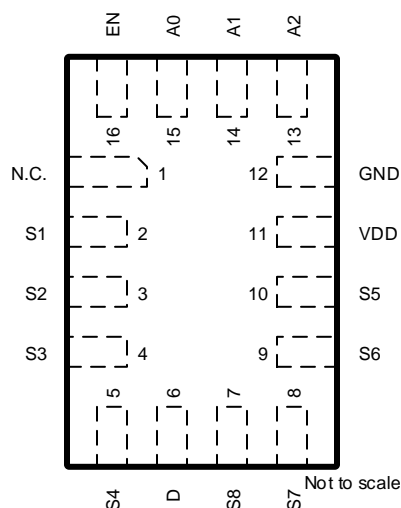 EN A0 A1 A2
16 15 14 13
N.C. 1 12 GND
S1 2 11 VDD
S2 3 10 S5
S3 4 9 S6
5 6 7 8
S4 D S8 S7
Not to scale